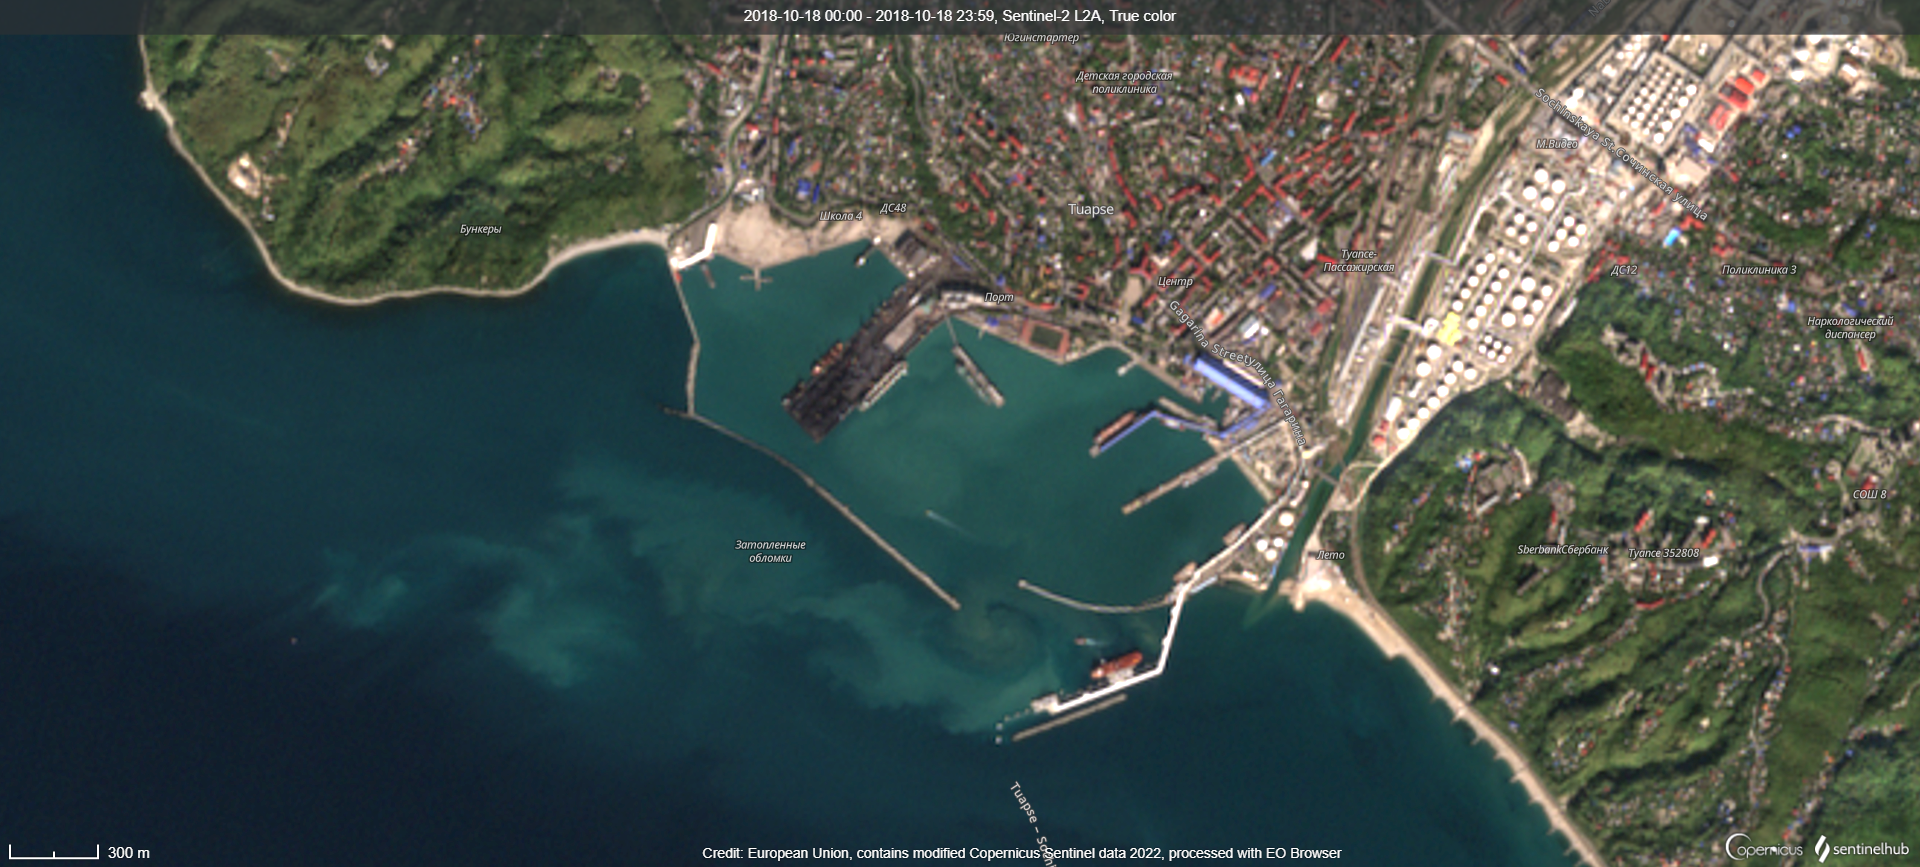 2018-10-18 00:00 - 2018-10-18 23:59, Sentinel-2 L2A, True color
Югинстартер
Детская городская
поликлиника
Sochinskaya St.Сочинская улица
М.Видео
Школа 4
ДС48
Tuapse
Бункеры
Туапсе-
Пассажирская
ДС12
Поликлиника 3
Центр
Порт
Gagarina Streetулица Гагарина
Наркологический
диспансер
СОШ 8
Затопленные
обломки
Лето
SberbankСбербанк
Tyance 352808
Tuapse – Sochi
300 m
Credit: European Union, contains modified Copernicus Sentinel data 2022, processed with EO Browser
Copernicus
sentinelhub